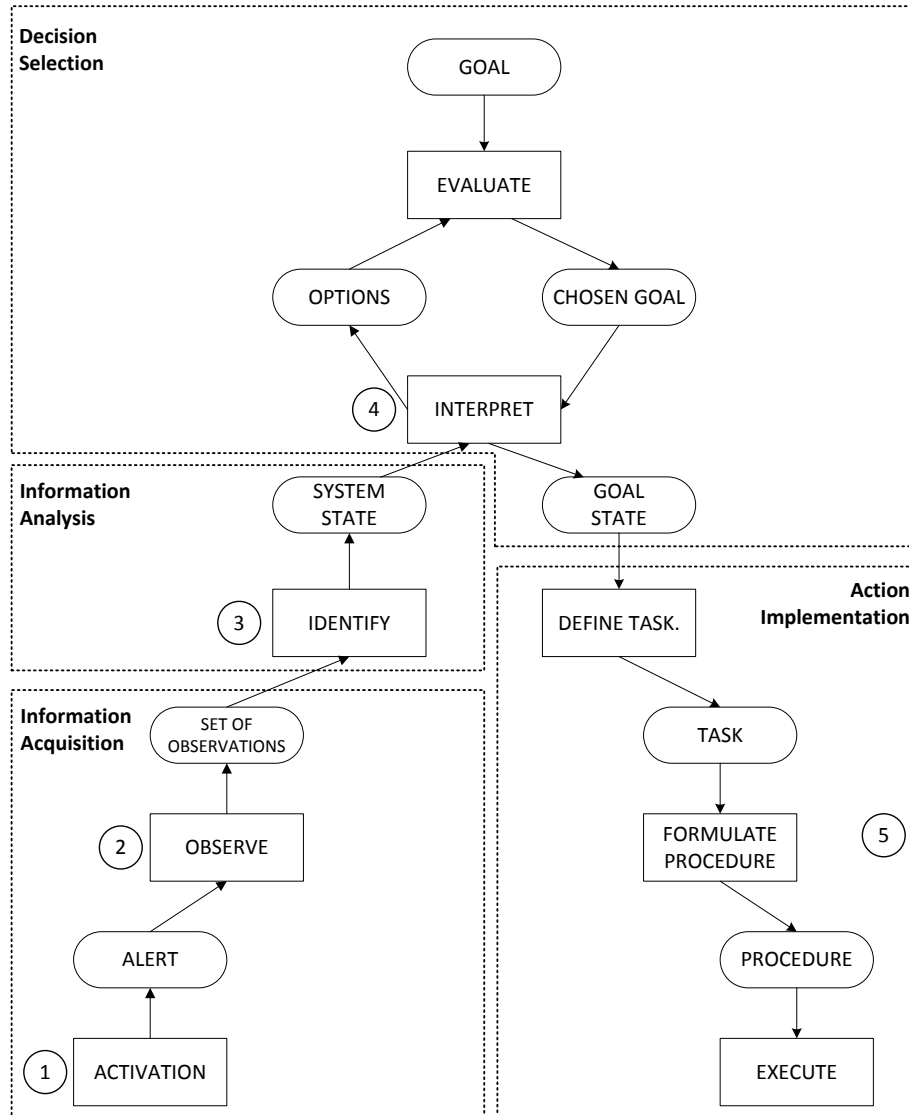 Decision
Selection
GOAL
EVALUATE
OPTIONS
CHOSEN GOAL
4
INTERPRET
Information
Analysis
SYSTEM
STATE
GOAL
STATE
3
IDENTIFY
Action
Implementation
DEFINE TASK.
Information
Acquisition
SET OF
OBSERVATIONS
TASK
2
OBSERVE
FORMULATE
PROCEDURE
5
ALERT
PROCEDURE
1
ACTIVATION
EXECUTE